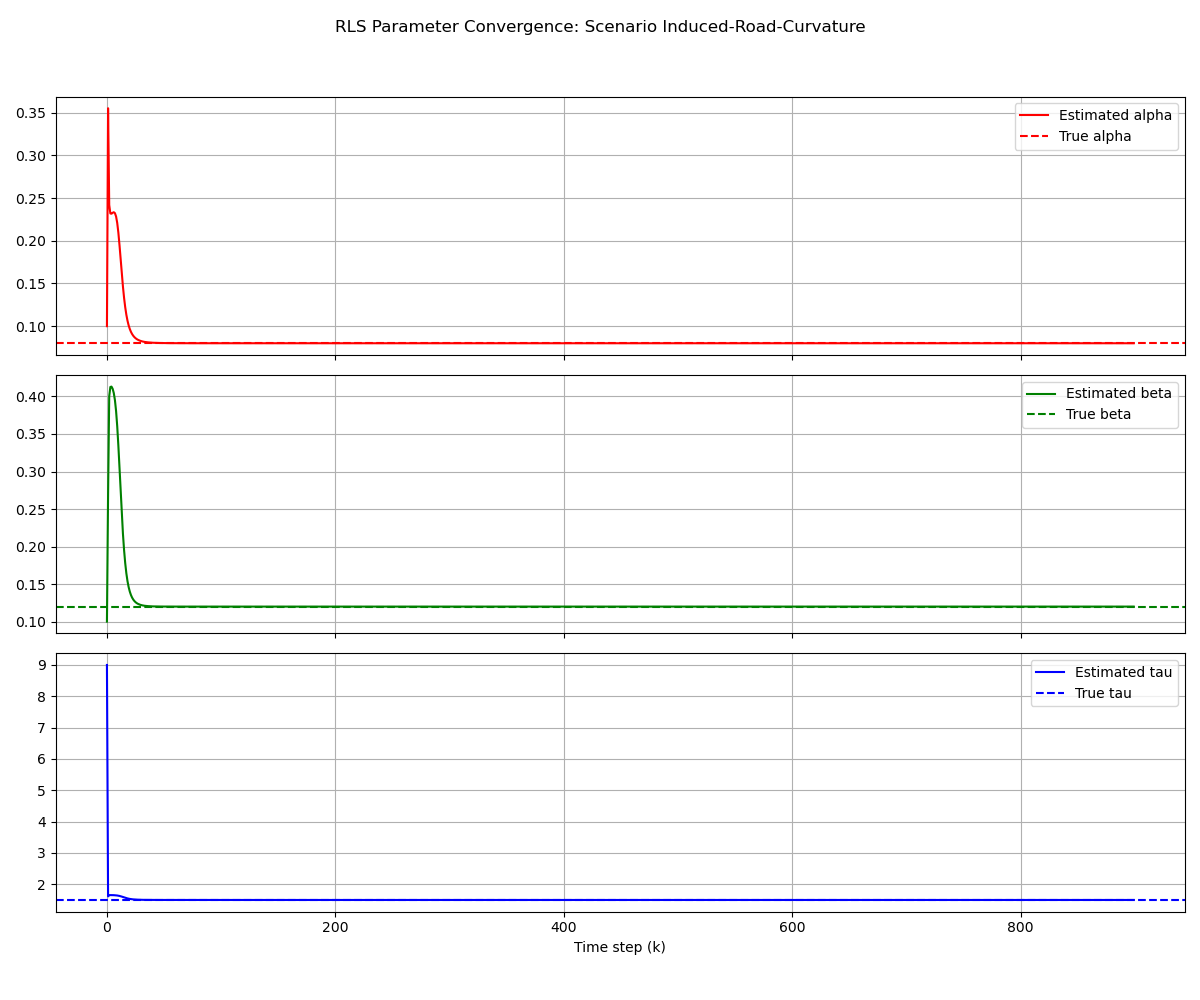 RLS Parameter Convergence: Scenario Induced-Road-Curvature
0.35
0.30
0.25
0.20
0.15
0.10
Estimated alpha
True alpha
0.40
0.35
0.30
0.25
0.20
0.15
0.10
Estimated beta
True beta
9
8
7
6
5
4
3
2
Estimated tau
True tau
0 200 400 600 800
Time step (k)